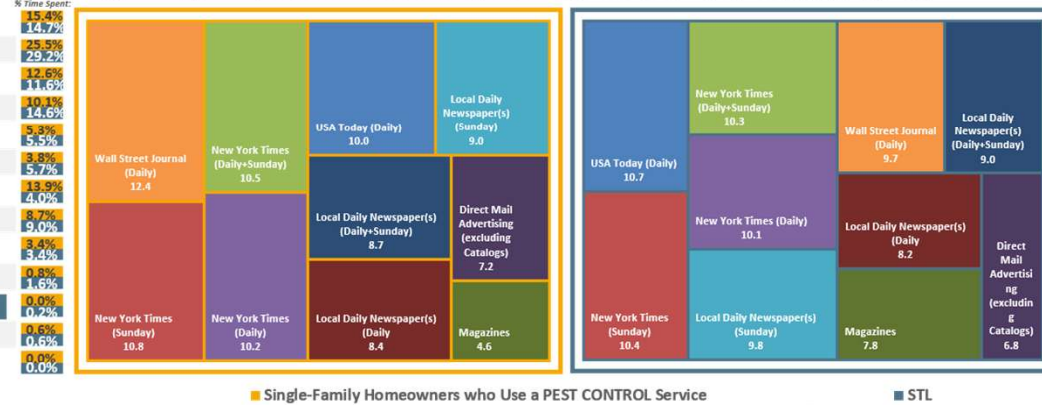 % Time Spent:
15.4%
14.7%
25.5%
29.2%
12.6%
11.6%
10.1%
14.6%
5.3%
5.5%
3.8%
5.7%
13.9%
4.0%
8.7%
9.0%
3.4%
3.4%
0.8%
1.6%
0.0%
0.2%
0.6%
0.6%
0.0%
0.0%
Wall Street Journal
(Daily)
12.4
New York Times
(Sunday)
10.8
New York Times
(Daily+Sunday)
10.5
New York Times
(Daily)
10.2
USA Today (Daily)
10.0
Local Daily
Newspaper(s)
(Sunday)
9.0
Local Daily Newspaper(s)
(Daily+Sunday)
8.7
Local Daily Newspaper(s)
(Daily
8.4
Direct Mail
Advertising
(excluding
Catalogs)
7.2
Magazines
4.6
USA Today (Daily)
10.7
New York Times
(Sunday)
10.4
New York Times
(Daily+Sunday)
10.3
New York Times (Daily)
10.1
Local Daily Newspaper(s)
(Sunday)
9.8
Wall Street Journal
(Daily)
9.7
Local Daily
Newspaper(s)
(Daily+Sunday)
9.0
Local Daily Newspaper(s)
(Daily
8.2
Magazines
7.8
Direct
Mail
Advertisi
ng
(excludin
g
Catalogs)
6.8
Single-Family Homeowners who Use a PEST CONTROL Service
STL